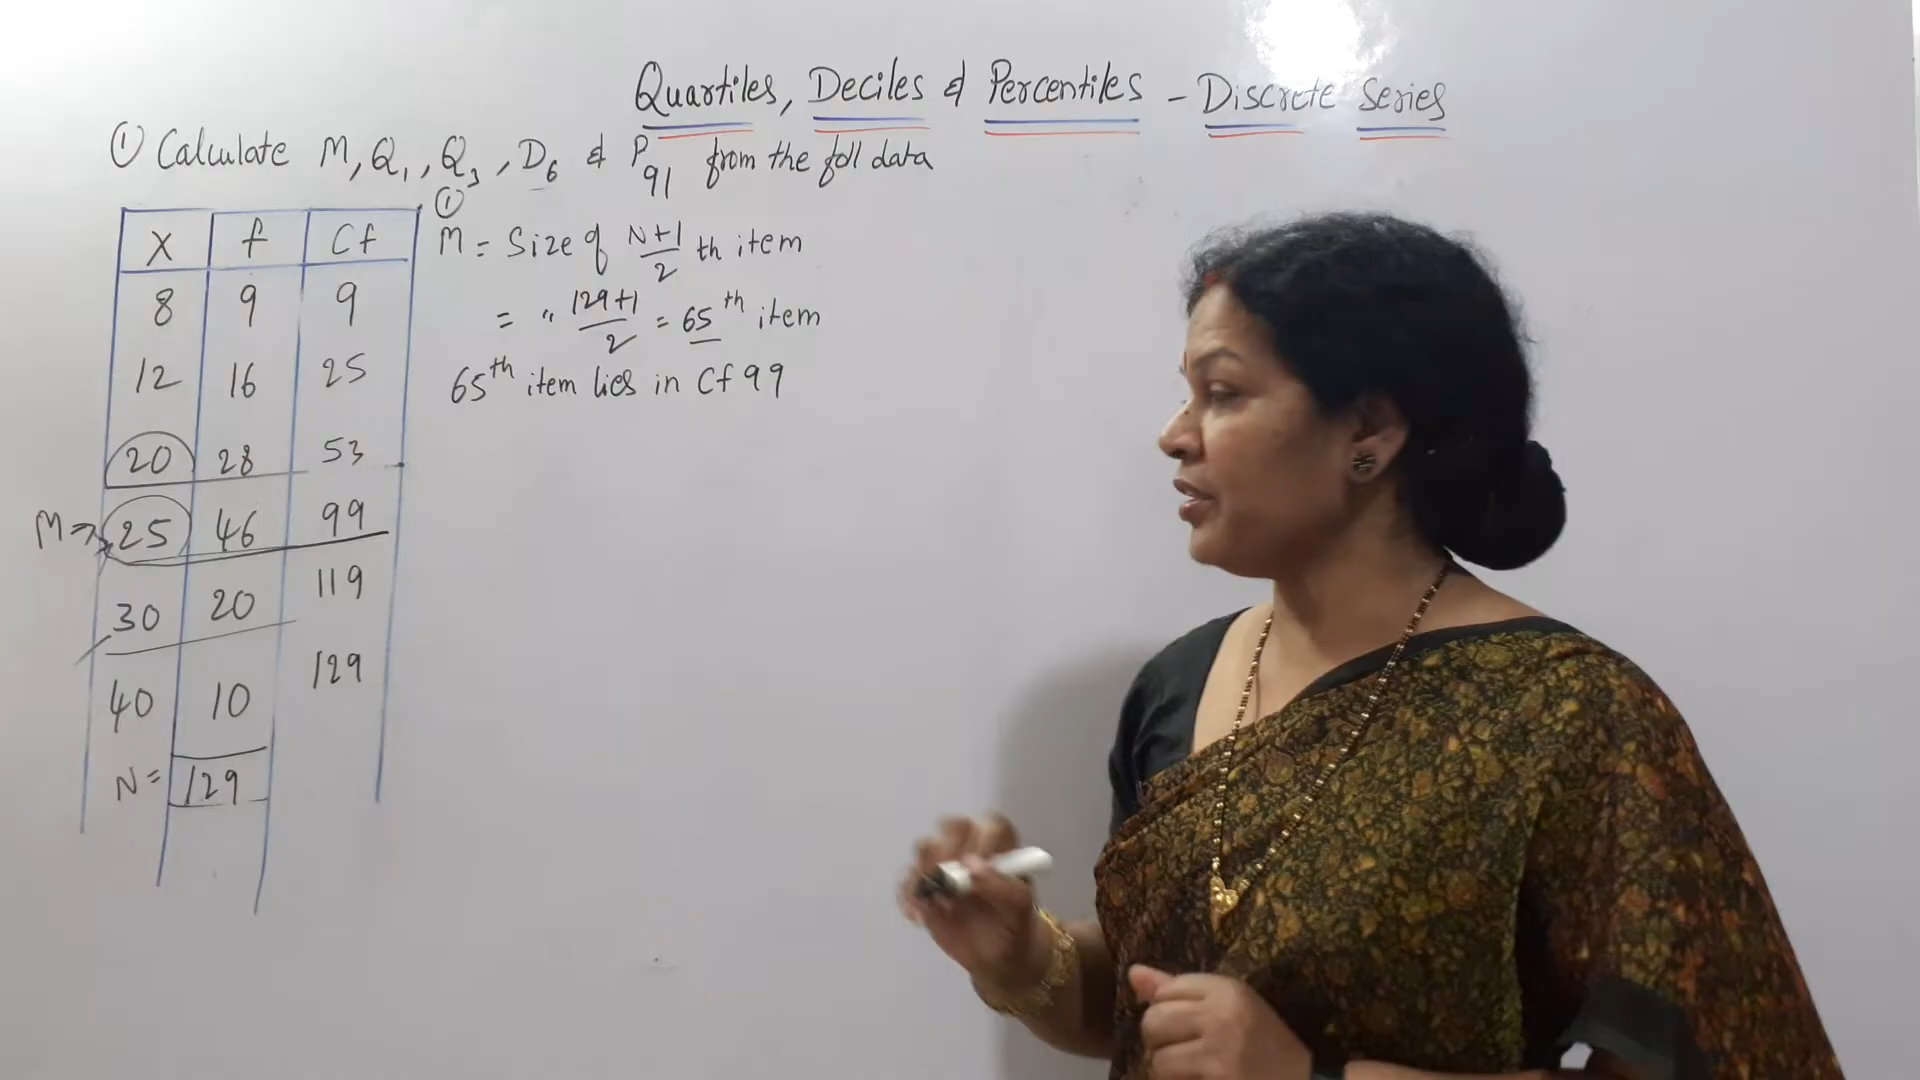 Quartiles, Deciles & Percentiles - Discrete Series
① Calculate M, Q1, Q3, D6 & P91 from the foll data
X f Cf
8 9 9
12 16 25
20 28 53
M⇒ 25 46 99
30 20 119
40 10 129
N = 129
①
M = Size of N+1/2 th item
= " 129+1/2 = 65th item
65th item lies in Cf 99